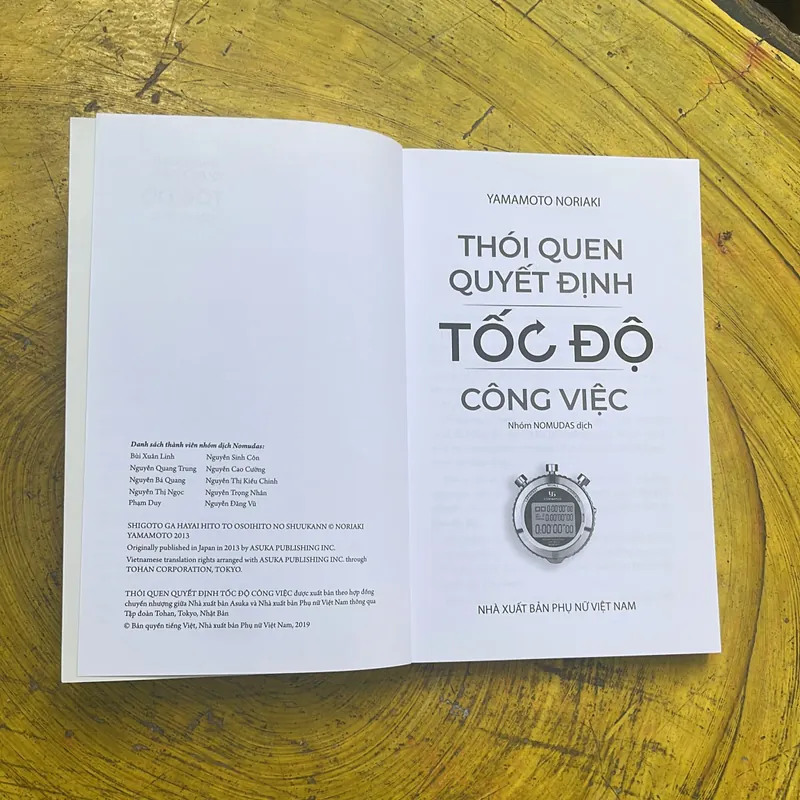 Danh sách thành viên nhóm dịch Nomudas:
Bùi Xuân Linh Nguyễn Sinh Côn
Nguyễn Quang Trung Nguyễn Cao Cường
Nguyễn Bá Quang Nguyễn Thị Kiều Chinh
Nguyễn Thị Ngọc Nguyễn Trọng Nhân
Phạm Duy Nguyễn Đăng Vũ
SHIGOTO GA HAYAI HITO TO OSOIHITO NO SHUUKANN © NORIAKI
YAMAMOTO 2013
Originally published in Japan in 2013 by ASUKA PUBLISHING INC.
Vietnamese translation rights arranged with ASUKA PUBLISHING INC. through
TOHAN CORPORATION, TOKYO.
THÓI QUEN QUYẾT ĐỊNH TỐC ĐỘ CÔNG VIỆC được xuất bản theo hợp đồng
chuyển nhượng giữa Nhà xuất bản Asuka và Nhà xuất bản Phụ nữ Việt Nam thông qua
Tập đoàn Tohan, Tokyo, Nhật Bản
© Bản quyền tiếng Việt, Nhà xuất bản Phụ nữ Việt Nam, 2019
YAMAMOTO NORIAKI
THÓI QUEN
QUYẾT ĐỊNH
TỐC ĐỘ
CÔNG VIỆC
Nhóm NOMUDAS dịch
NHÀ XUẤT BẢN PHỤ NỮ VIỆT NAM